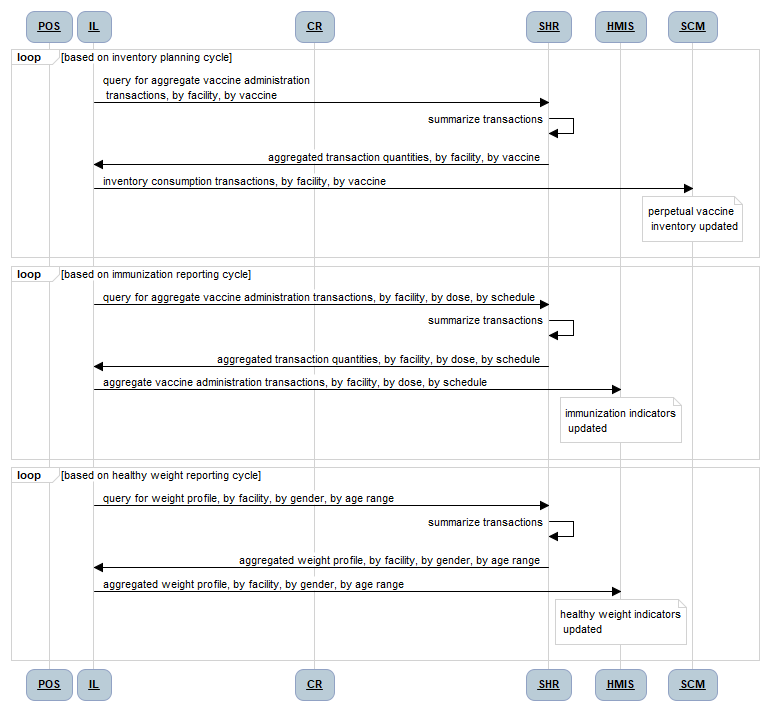 POS IL CR SHR HMIS SCM
loop [based on inventory planning cycle]
query for aggregate vaccine administration
transactions, by facility, by vaccine
summarize transactions
aggregated transaction quantities, by facility, by vaccine
inventory consumption transactions, by facility, by vaccine
perpetual vaccine
inventory updated
loop [based on immunization reporting cycle]
query for aggregate vaccine administration transactions, by facility, by dose, by schedule
summarize transactions
aggregated transaction quantities, by facility, by dose, by schedule
aggregate vaccine administration transactions, by facility, by dose, by schedule
immunization indicators
updated
loop [based on healthy weight reporting cycle]
query for weight profile, by facility, by gender, by age range
summarize transactions
aggregated weight profile, by facility, by gender, by age range
aggregated weight profile, by facility, by gender, by age range
healthy weight indicators
updated
POS IL CR SHR HMIS SCM